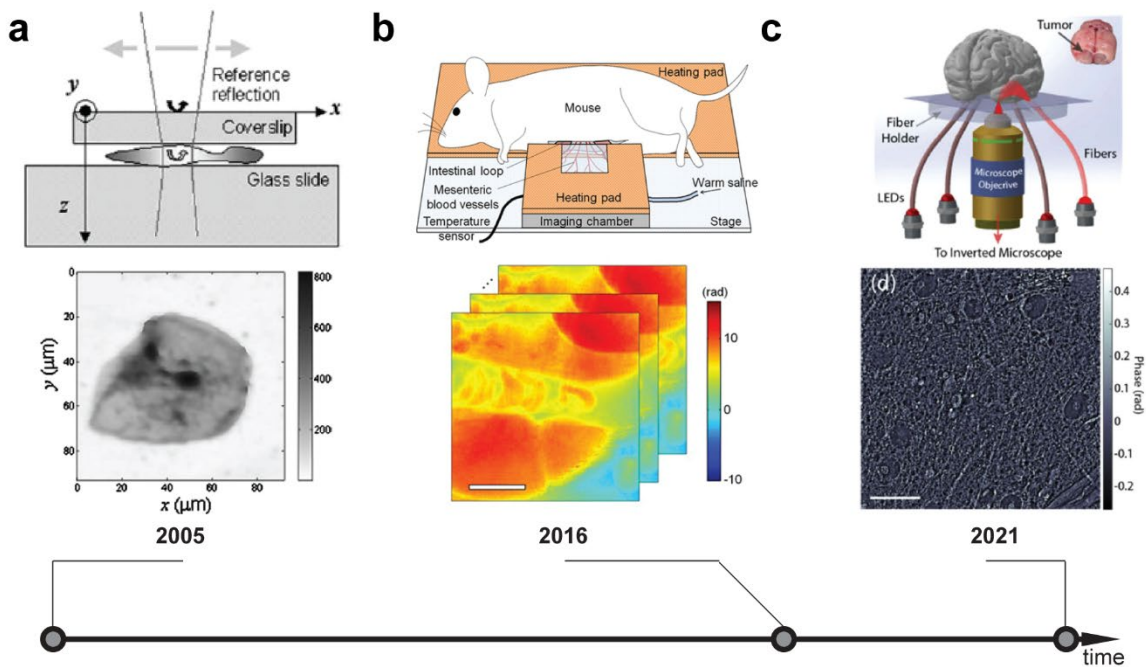 a
Reference
reflection
y
x
Coverslip
Glass slide
z
0
20
40
60
80
y (μm)
0 20 40 60 80
x (μm)
800
600
400
200
2005
b
Heating pad
Mouse
Intestinal loop
Mesenteric
blood vessels
Heating pad
Warm saline
Temperature
sensor
Imaging chamber
Stage
(rad)
10
0
-10
2016
c
Tumor
Fiber
Holder
Fibers
LEDs
Microscope
Objective
To Inverted Microscope
(d)
0.4
0.3
0.2
0.1
0
-0.1
-0.2
Phase (rad)
2021
time